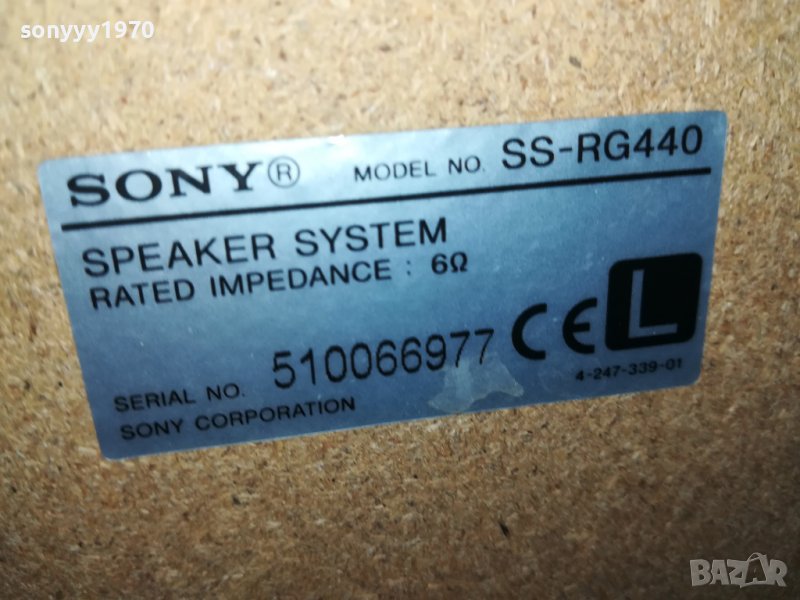 sonyyy1970
SONY® MODEL NO. SS-RG440
SPEAKER SYSTEM
RATED IMPEDANCE : 6Ω
SERIAL NO. 510066977 CE L
SONY CORPORATION 4-247-339-01
BAZAR